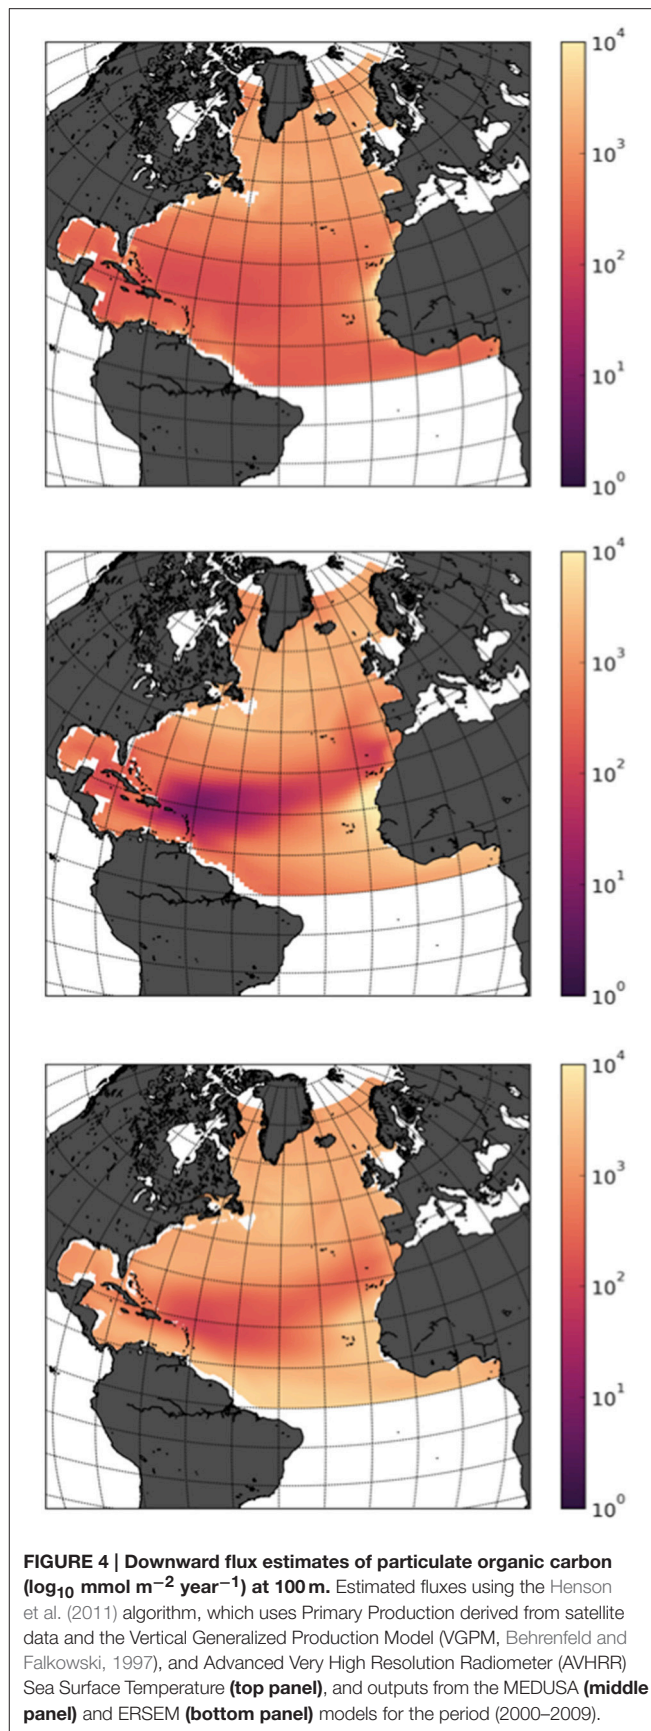 10⁴
10³
10²
10¹
10⁰
10⁴
10³
10²
10¹
10⁰
10⁴
10³
10²
10¹
10⁰
FIGURE 4 | Downward flux estimates of particulate organic carbon
(log₁₀ mmol m⁻² year⁻¹) at 100 m. Estimated fluxes using the Henson
et al. (2011) algorithm, which uses Primary Production derived from satellite
data and the Vertical Generalized Production Model (VGPM, Behrenfeld and
Falkowski, 1997), and Advanced Very High Resolution Radiometer (AVHRR)
Sea Surface Temperature (top panel), and outputs from the MEDUSA (middle
panel) and ERSEM (bottom panel) models for the period (2000–2009).